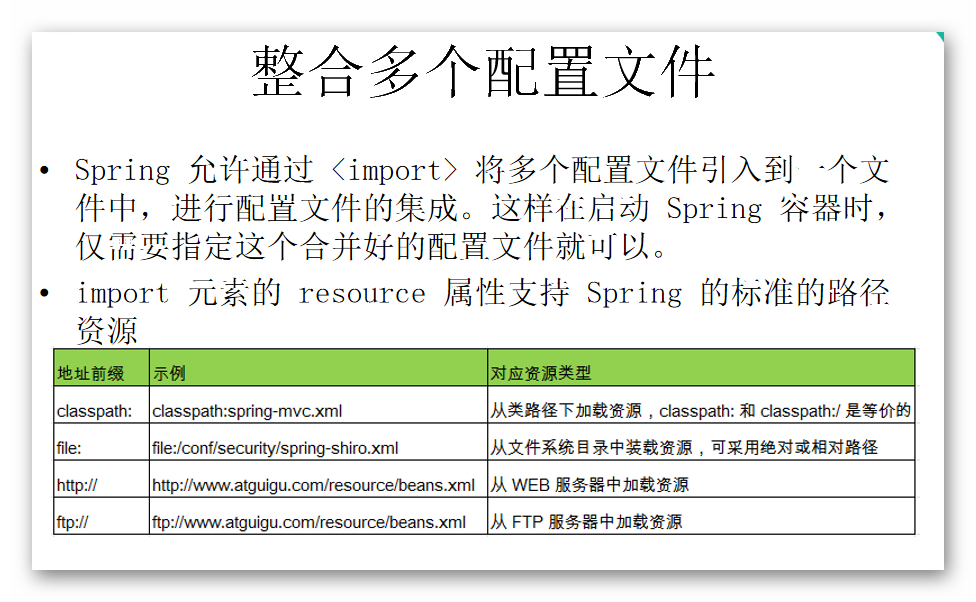 整合多个配置文件
• Spring 允许通过 <import> 将多个配置文件引入到一个文
件中，进行配置文件的集成。这样在启动 Spring 容器时，
仅需要指定这个合并好的配置文件就可以。
• import 元素的 resource 属性支持 Spring 的标准的路径
资源
地址前缀 示例 对应资源类型
classpath: classpath:spring-mvc.xml 从类路径下加载资源，classpath: 和 classpath:/ 是等价的
file: file:/conf/security/spring-shiro.xml 从文件系统目录中装载资源，可采用绝对或相对路径
http:// http://www.atguigu.com/resource/beans.xml 从 WEB 服务器中加载资源
ftp:// ftp://www.atguigu.com/resource/beans.xml 从 FTP 服务器中加载资源